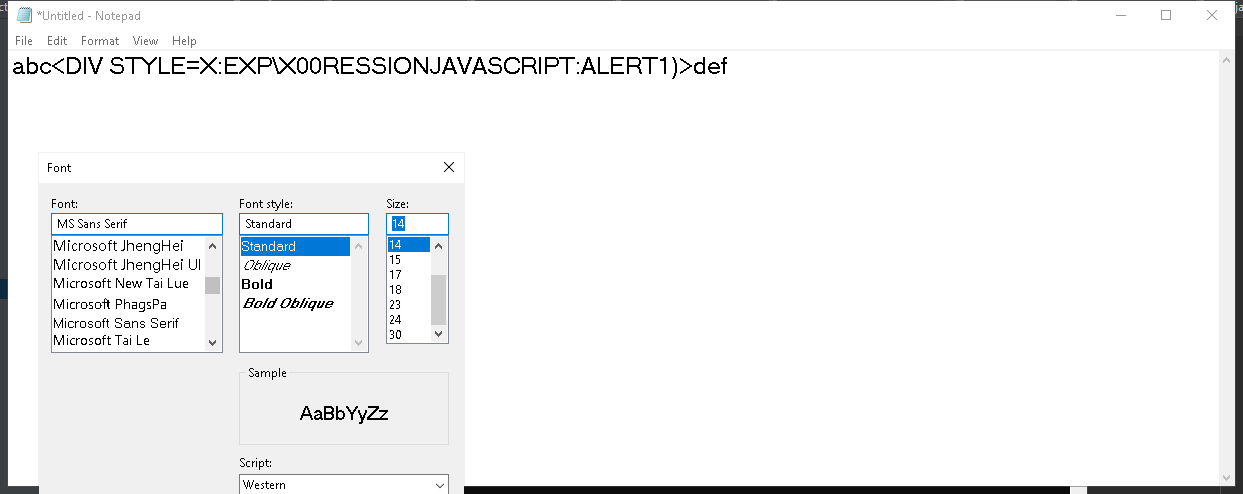 *Untitled - Notepad
File Edit Format View Help
abc<DIV STYLE=X:EXP\X00RESSIONJAVASCRIPT:ALERT1)>def
Font
Font: Font style: Size:
MS Sans Serif Standard 14
Microsoft JhengHei Standard 14
Microsoft JhengHei UI Oblique 15
Microsoft New Tai Lue Bold 17
Microsoft PhagsPa Bold Oblique 18
Microsoft Sans Serif 23
Microsoft Tai Le 24
30
Sample
AaBbYyZz
Script:
Western